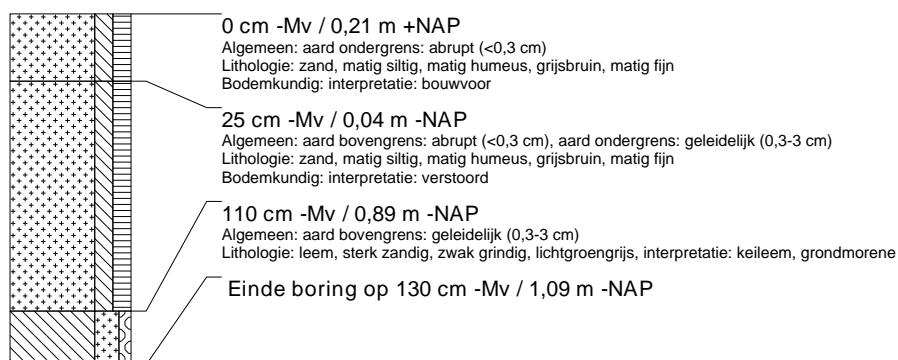 0 cm -Mv / 0,21 m +NAP
Algemeen: aard ondergrens: abrupt (<0,3 cm)
Lithologie: zand, matig siltig, matig humeus, grijsbruin, matig fijn
Bodemkundig: interpretatie: bouwvoor
25 cm -Mv / 0,04 m -NAP
Algemeen: aard bovengrens: abrupt (<0,3 cm), aard ondergrens: geleidelijk (0,3-3 cm)
Lithologie: zand, matig siltig, matig humeus, grijsbruin, matig fijn
Bodemkundig: interpretatie: verstoord
110 cm -Mv / 0,89 m -NAP
Algemeen: aard bovengrens: geleidelijk (0,3-3 cm)
Lithologie: leem, sterk zandig, zwak grindig, lichtgroengrijs, interpretatie: keileem, grondmorene
Einde boring op 130 cm -Mv / 1,09 m -NAP